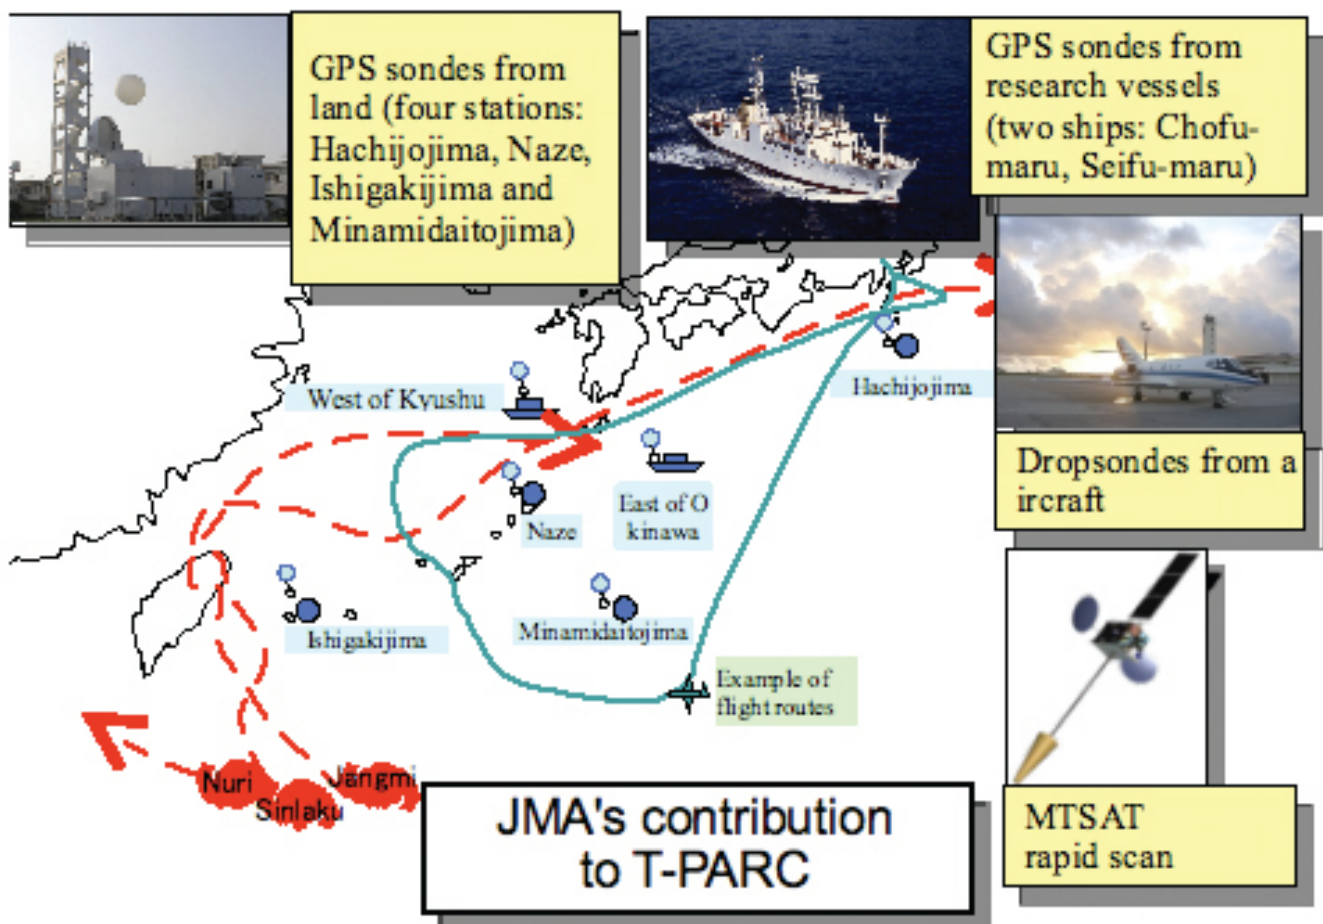 GPS sondes from
land (four stations:
Hachijojima, Naze,
Ishigakijima and
Minamidaitojima)
GPS sondes from
research vessels
(two ships: Chofu-
maru, Seifu-maru)
West of Kyushu
Hachijojima
Dropsondes from a
ircraft
Naze
East of O
kinawa
Ishigakijima
Minamidaitojima
Example of
flight routes
Nuri
Sinlaku
Jangmi
JMA's contribution
to T-PARC
MTSAT
rapid scan